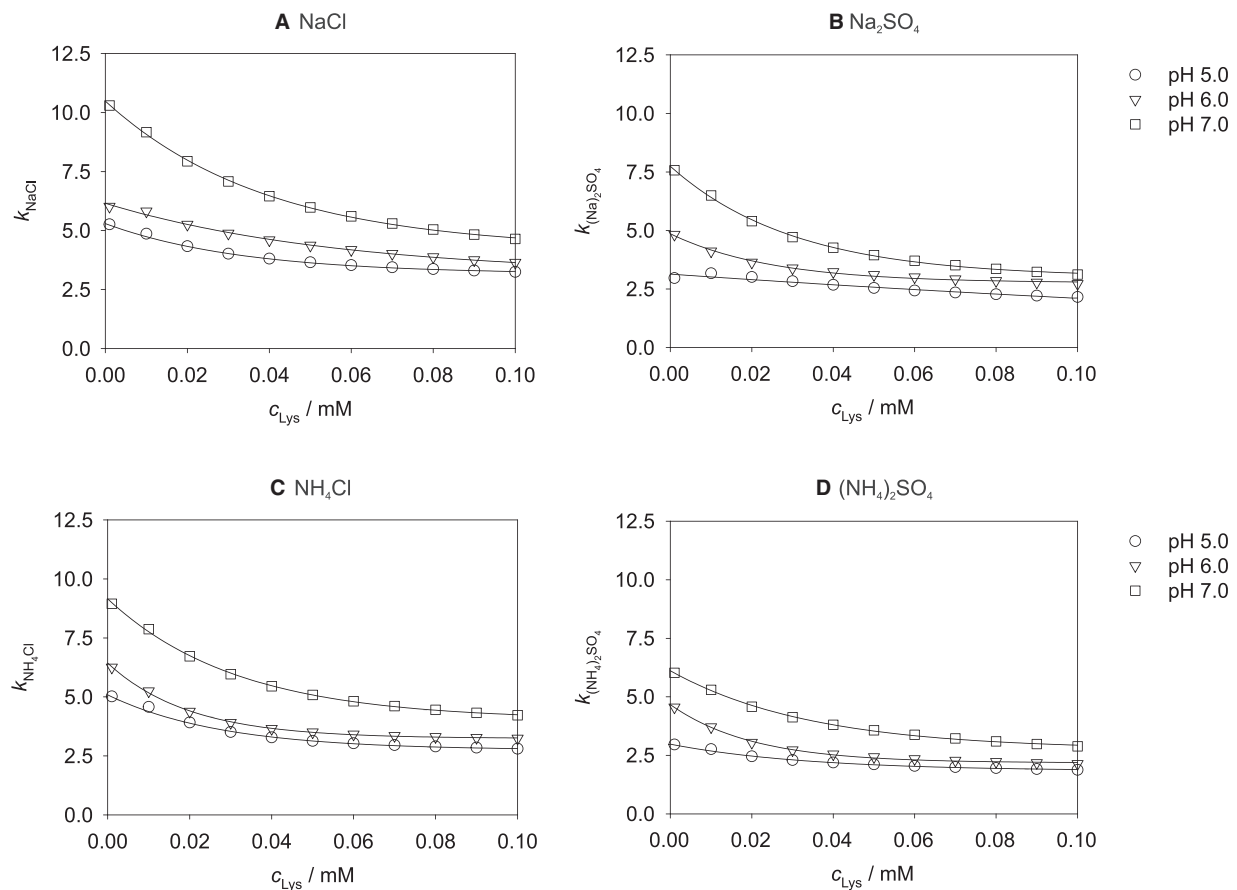 A NaCl
12.5
10.0
7.5
5.0
2.5
0.0
k_NaCl
0.00 0.02 0.04 0.06 0.08 0.10
c_Lys / mM
B Na₂SO₄
12.5
10.0
7.5
5.0
2.5
0.0
k_(Na)₂SO₄
0.00 0.02 0.04 0.06 0.08 0.10
c_Lys / mM
pH 5.0
pH 6.0
pH 7.0
C NH₄Cl
12.5
10.0
7.5
5.0
2.5
0.0
k_NH₄Cl
0.00 0.02 0.04 0.06 0.08 0.10
c_Lys / mM
D (NH₄)₂SO₄
12.5
10.0
7.5
5.0
2.5
0.0
k_(NH₄)₂SO₄
0.00 0.02 0.04 0.06 0.08 0.10
c_Lys / mM
pH 5.0
pH 6.0
pH 7.0